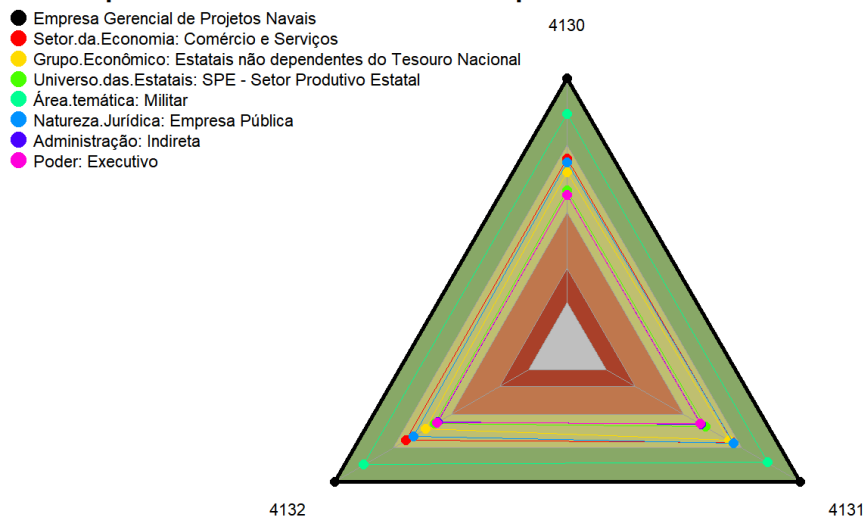 Empresa Gerencial de Projetos Navais
Setor.da.Economia: Comércio e Serviços
Grupo.Econômico: Estatais não dependentes do Tesouro Nacional
Universo.das.Estatais: SPE - Setor Produtivo Estatal
Área.temática: Militar
Natureza.Jurídica: Empresa Pública
Administração: Indireta
Poder: Executivo
4130
4132
4131